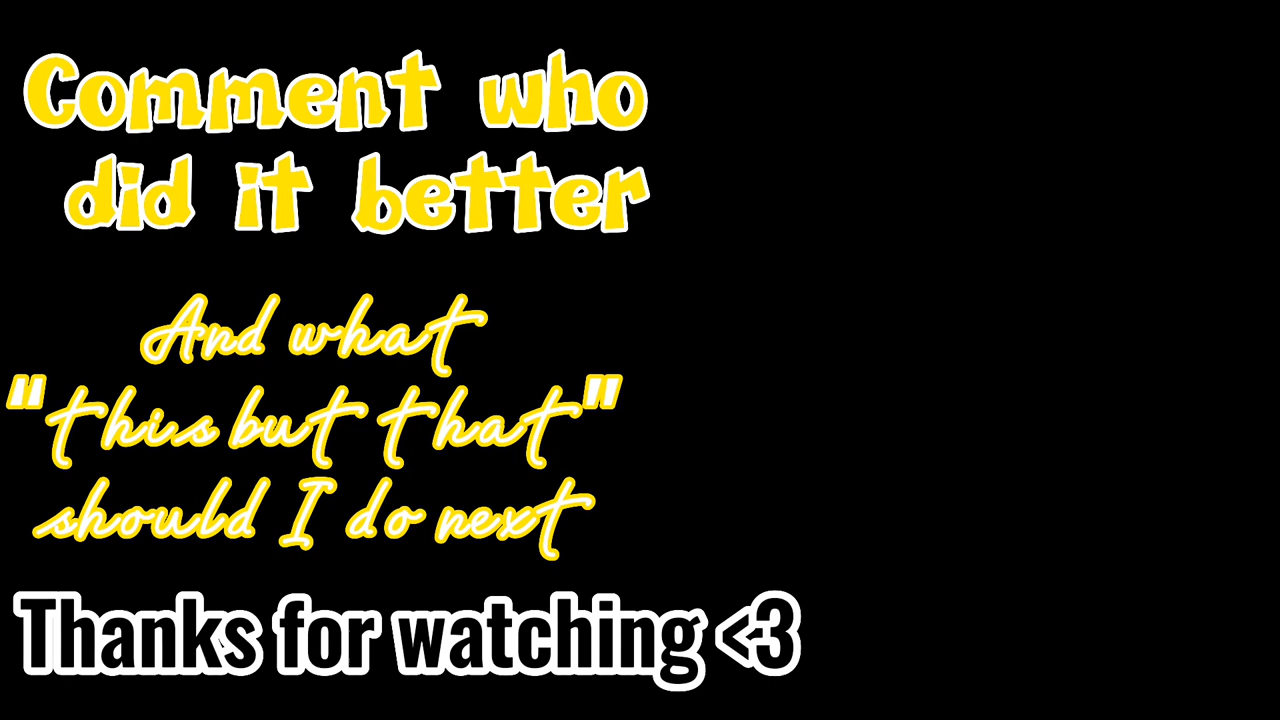 Comment who
did it better
And what
"this but that"
should I do next
Thanks for watching <3